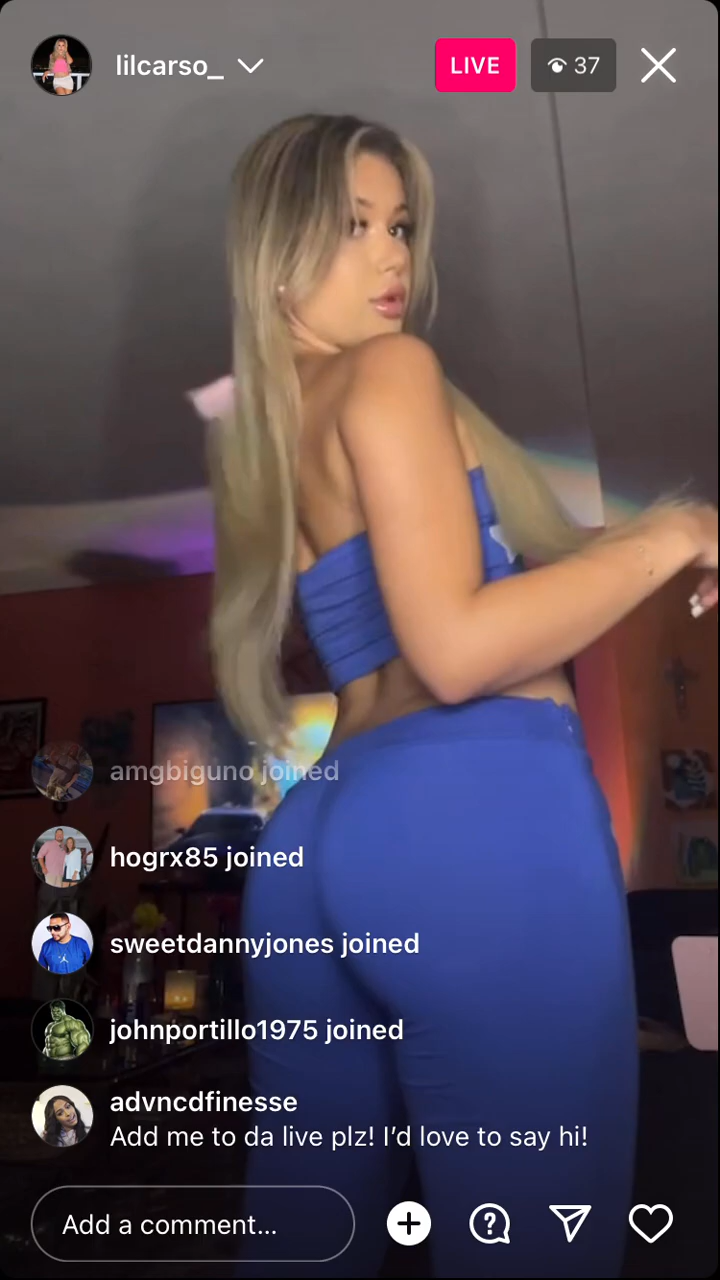 lilcarso_
LIVE
37
amgbiguno joined
hogrx85 joined
sweetdannyjones joined
johnportillo1975 joined
advncdfinesse
Add me to da live plz! I’d love to say hi!
Add a comment...